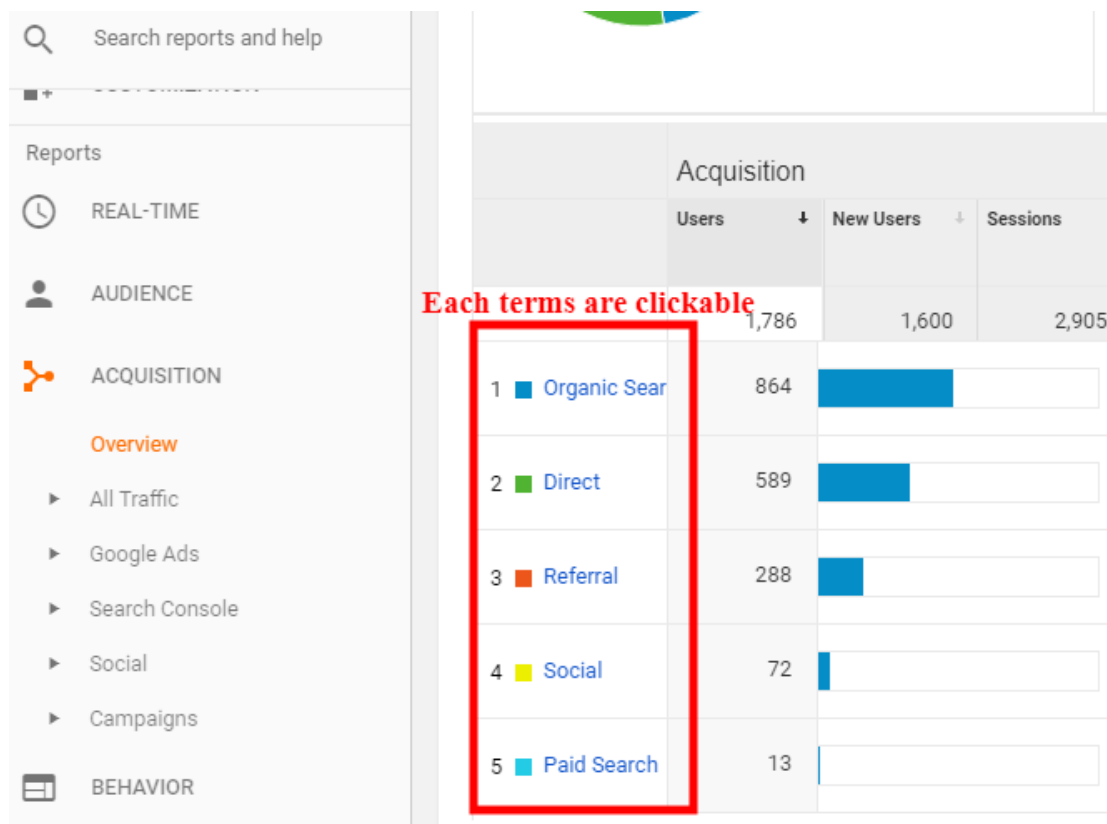 Search reports and help
Reports
REAL-TIME
AUDIENCE
ACQUISITION
Overview
All Traffic
Google Ads
Search Console
Social
Campaigns
BEHAVIOR
Acquisition
Users New Users Sessions
Each terms are clickable
1,786 1,600 2,905
1 Organic Sear 864
2 Direct 589
3 Referral 288
4 Social 72
5 Paid Search 13